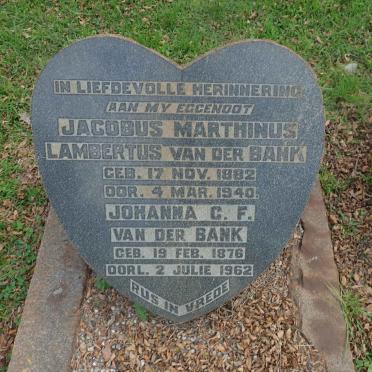 IN LIEFDEVOLLE HERINNERING
AAN MY EGGENOOT
JACOBUS MARTHINUS
LAMBERTUS VAN DER BANK
GEB. 17 NOV. 1882
OOR. 4 MAR. 1940.
JOHANNA C. F.
VAN DER BANK
GEB. 19 FEB. 1876
OORL. 2 JULIE 1962
RUS IN VREDE